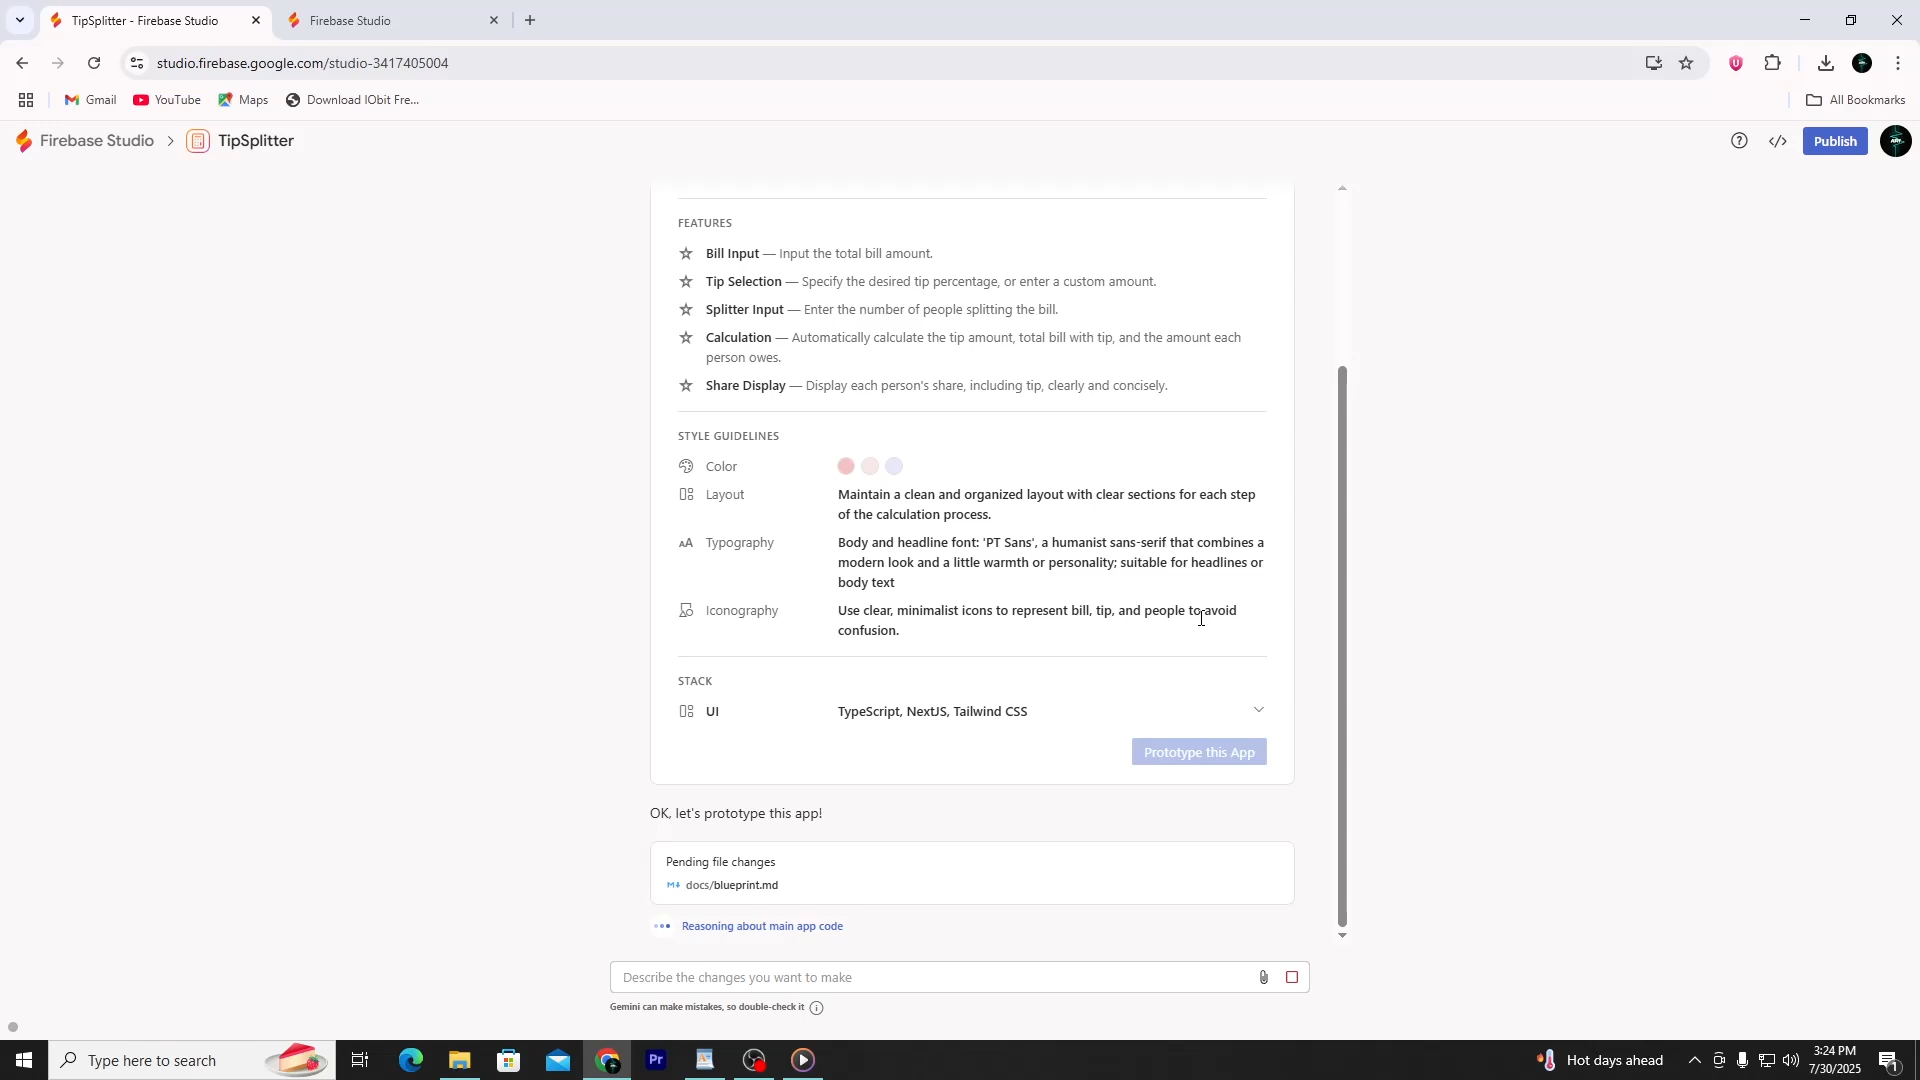 TipSplitter - Firebase Studio
Firebase Studio
studio.firebase.google.com/studio-3417405004
Gmail
YouTube
Maps
Download IObit Fre...
All Bookmarks
Firebase Studio
TipSplitter
Publish
FEATURES
Bill Input — Input the total bill amount.
Tip Selection — Specify the desired tip percentage, or enter a custom amount.
Splitter Input — Enter the number of people splitting the bill.
Calculation — Automatically calculate the tip amount, total bill with tip, and the amount each
person owes.
Share Display — Display each person's share, including tip, clearly and concisely.
STYLE GUIDELINES
Color
Layout
Maintain a clean and organized layout with clear sections for each step
of the calculation process.
Typography
Body and headline font: 'PT Sans', a humanist sans-serif that combines a
modern look and a little warmth or personality; suitable for headlines or
body text
Iconography
Use clear, minimalist icons to represent bill, tip, and people to avoid
confusion.
STACK
UI
TypeScript, NextJS, Tailwind CSS
Prototype this App
OK, let's prototype this app!
Pending file changes
docs/blueprint.md
Reasoning about main app code
Describe the changes you want to make
Gemini can make mistakes, so double-check it
Type here to search
Pr
Hot days ahead
3:24 PM
7/30/2025
1